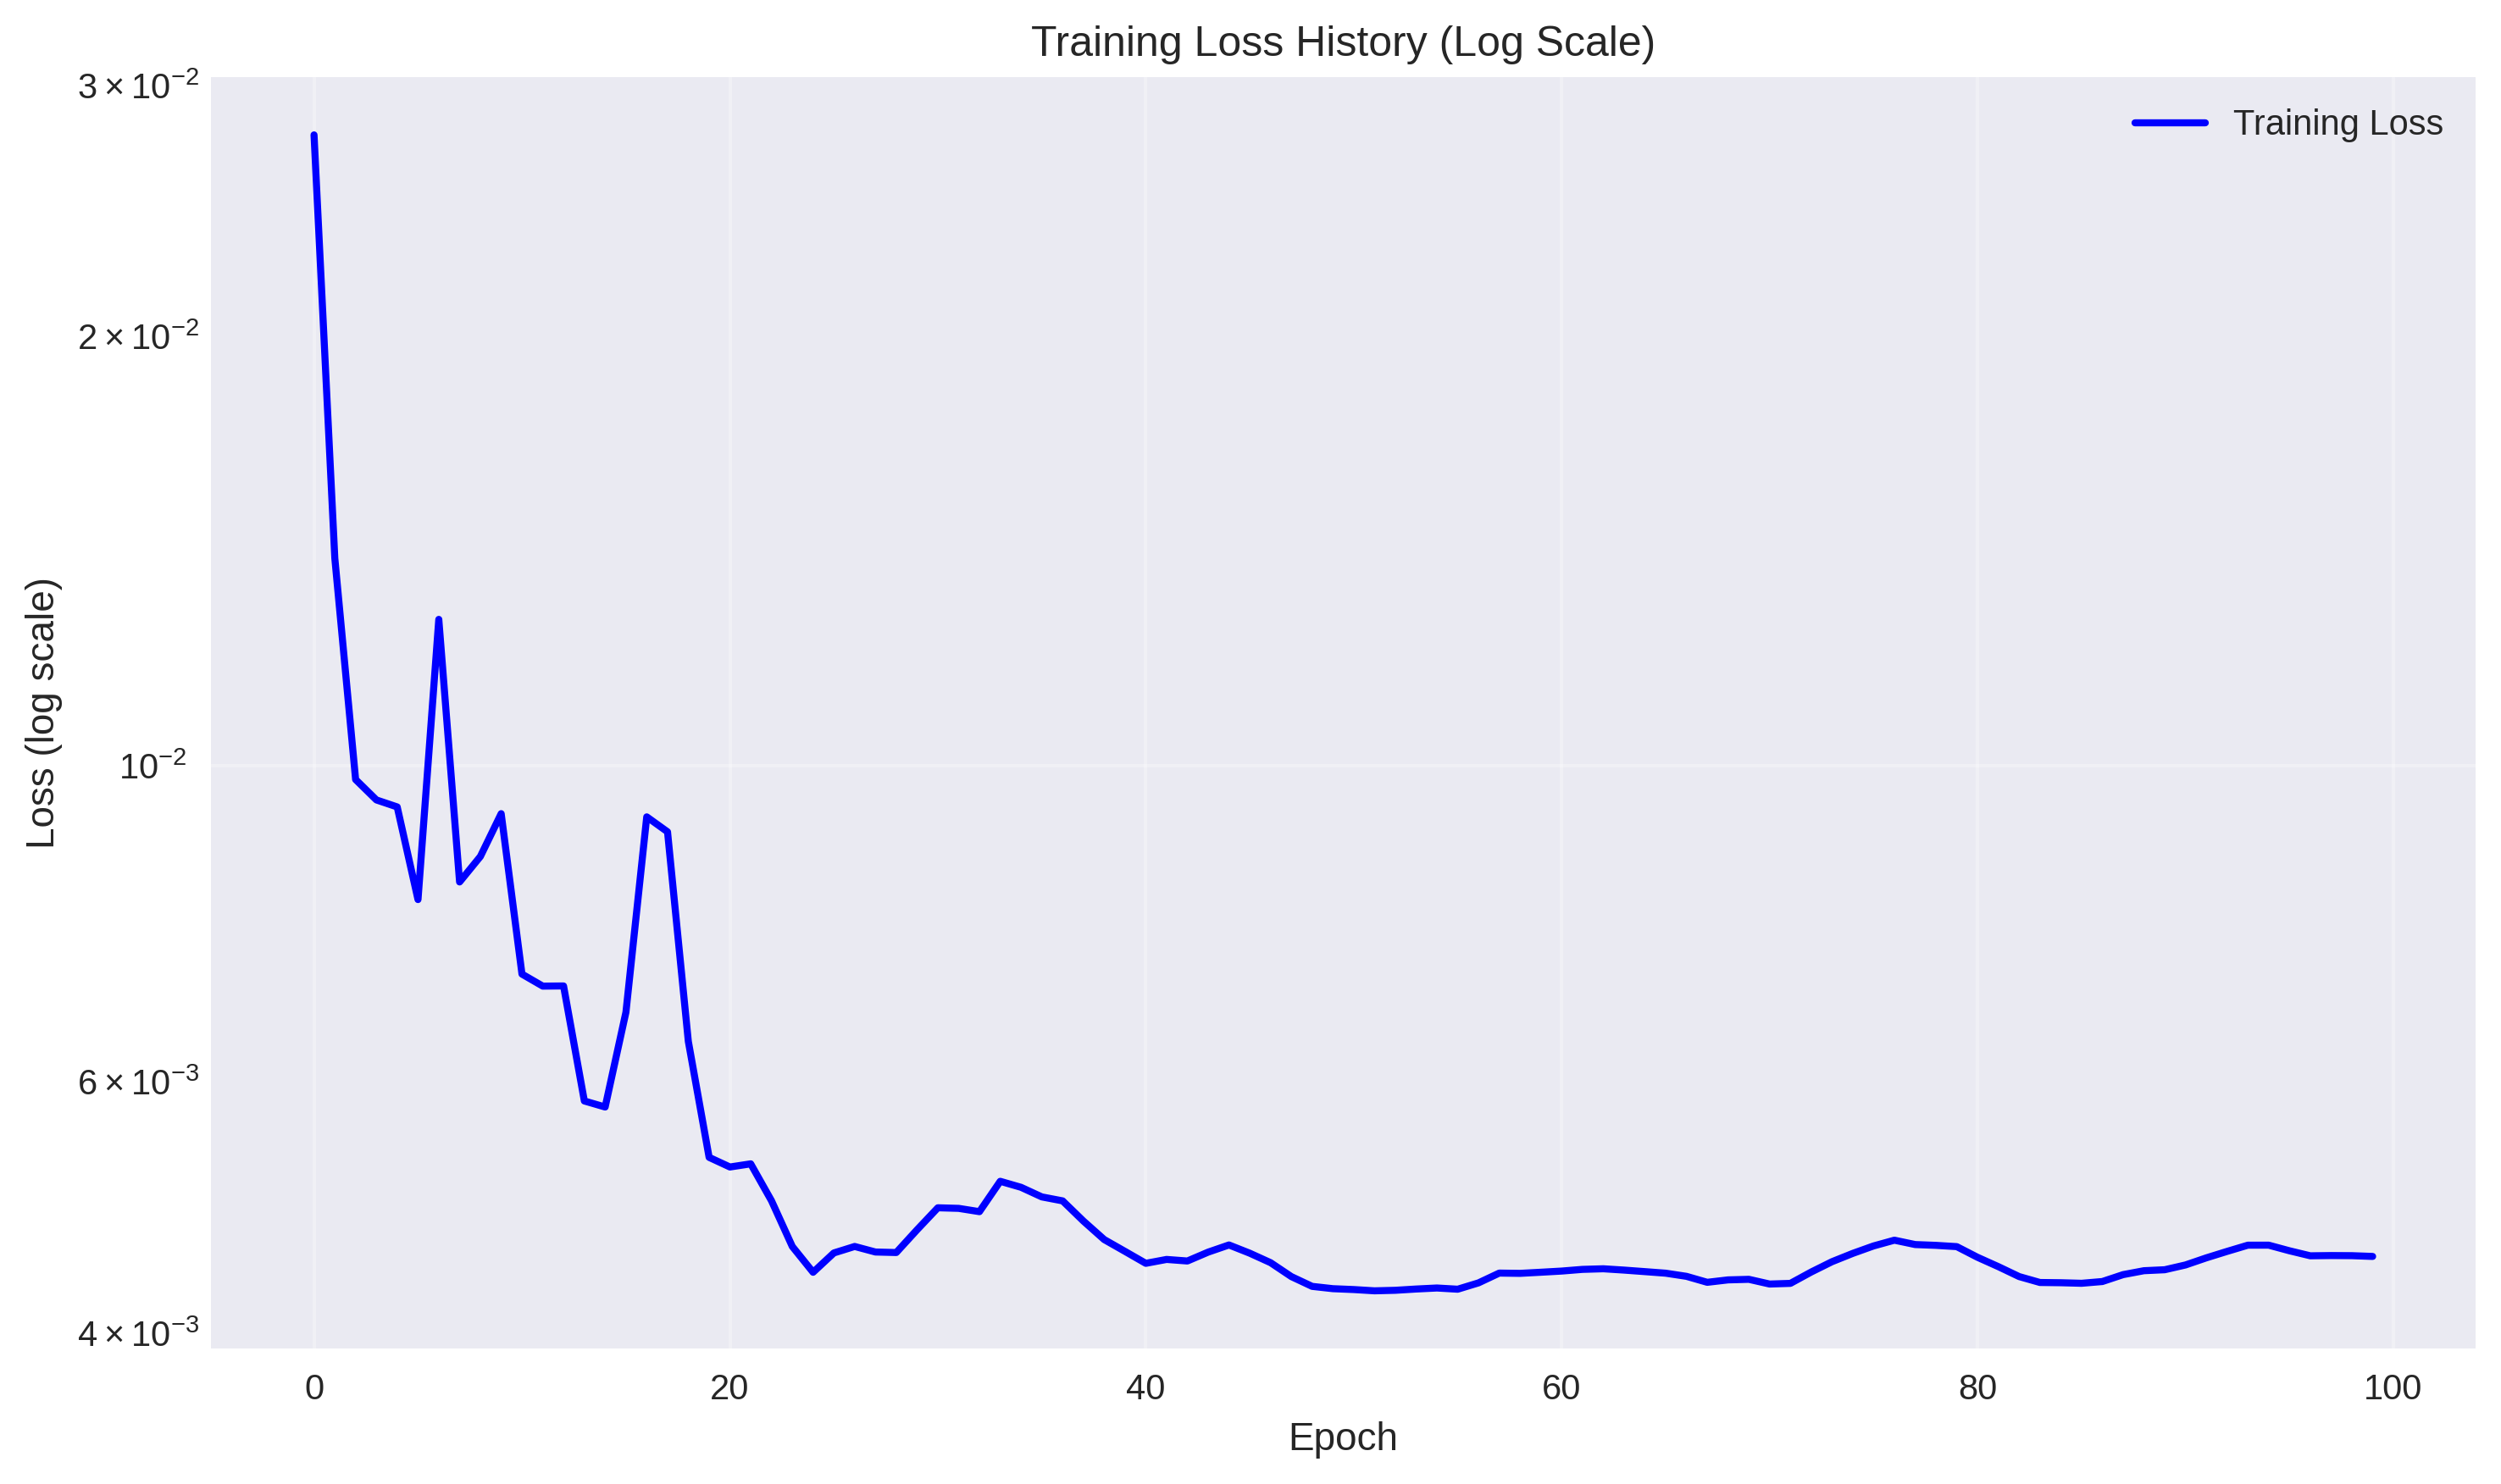 Training Loss History (Log Scale)
Training Loss
Loss (log scale)
3 × 10⁻²
2 × 10⁻²
10⁻²
6 × 10⁻³
4 × 10⁻³
0 20 40 60 80 100
Epoch